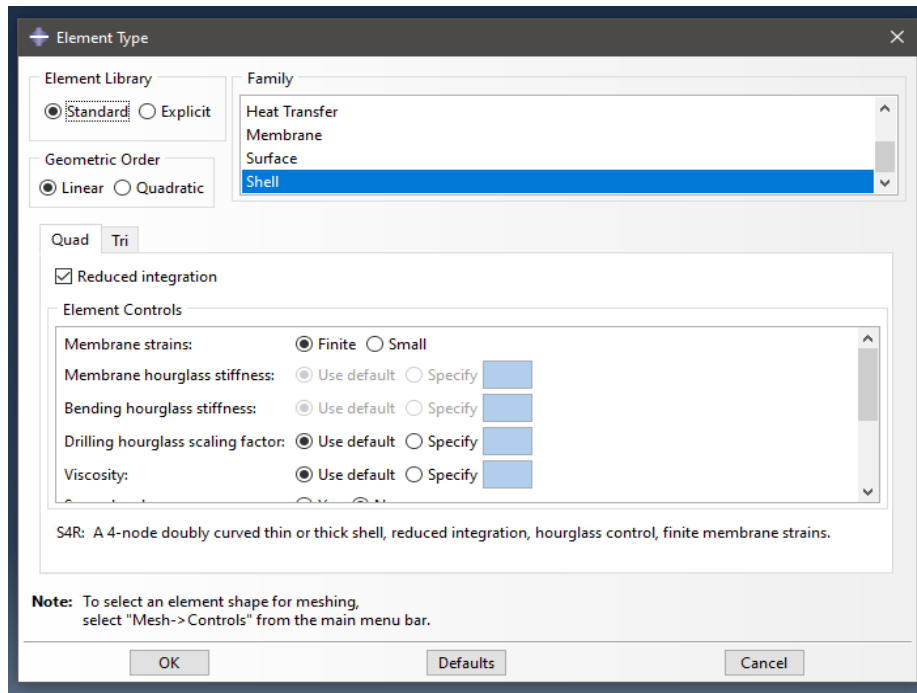 Element Type
Element Library
Standard Explicit
Family
Heat Transfer
Membrane
Surface
Shell
Geometric Order
Linear Quadratic
Quad Tri
Reduced integration
Element Controls
Membrane strains: Finite Small
Membrane hourglass stiffness: Use default Specify
Bending hourglass stiffness: Use default Specify
Drilling hourglass scaling factor: Use default Specify
Viscosity: Use default Specify
S4R: A 4-node doubly curved thin or thick shell, reduced integration, hourglass control, finite membrane strains.
Note: To select an element shape for meshing,
select "Mesh->Controls" from the main menu bar.
OK Defaults Cancel